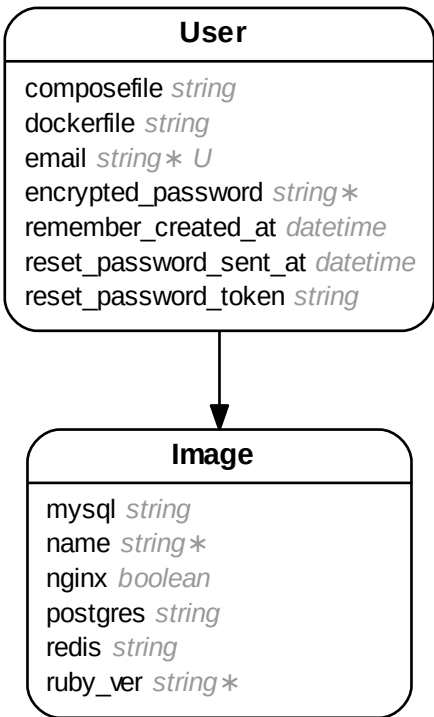 User
composefile string
dockerfile string
email string∗ U
encrypted_password string∗
remember_created_at datetime
reset_password_sent_at datetime
reset_password_token string
Image
mysql string
name string∗
nginx boolean
postgres string
redis string
ruby_ver string∗